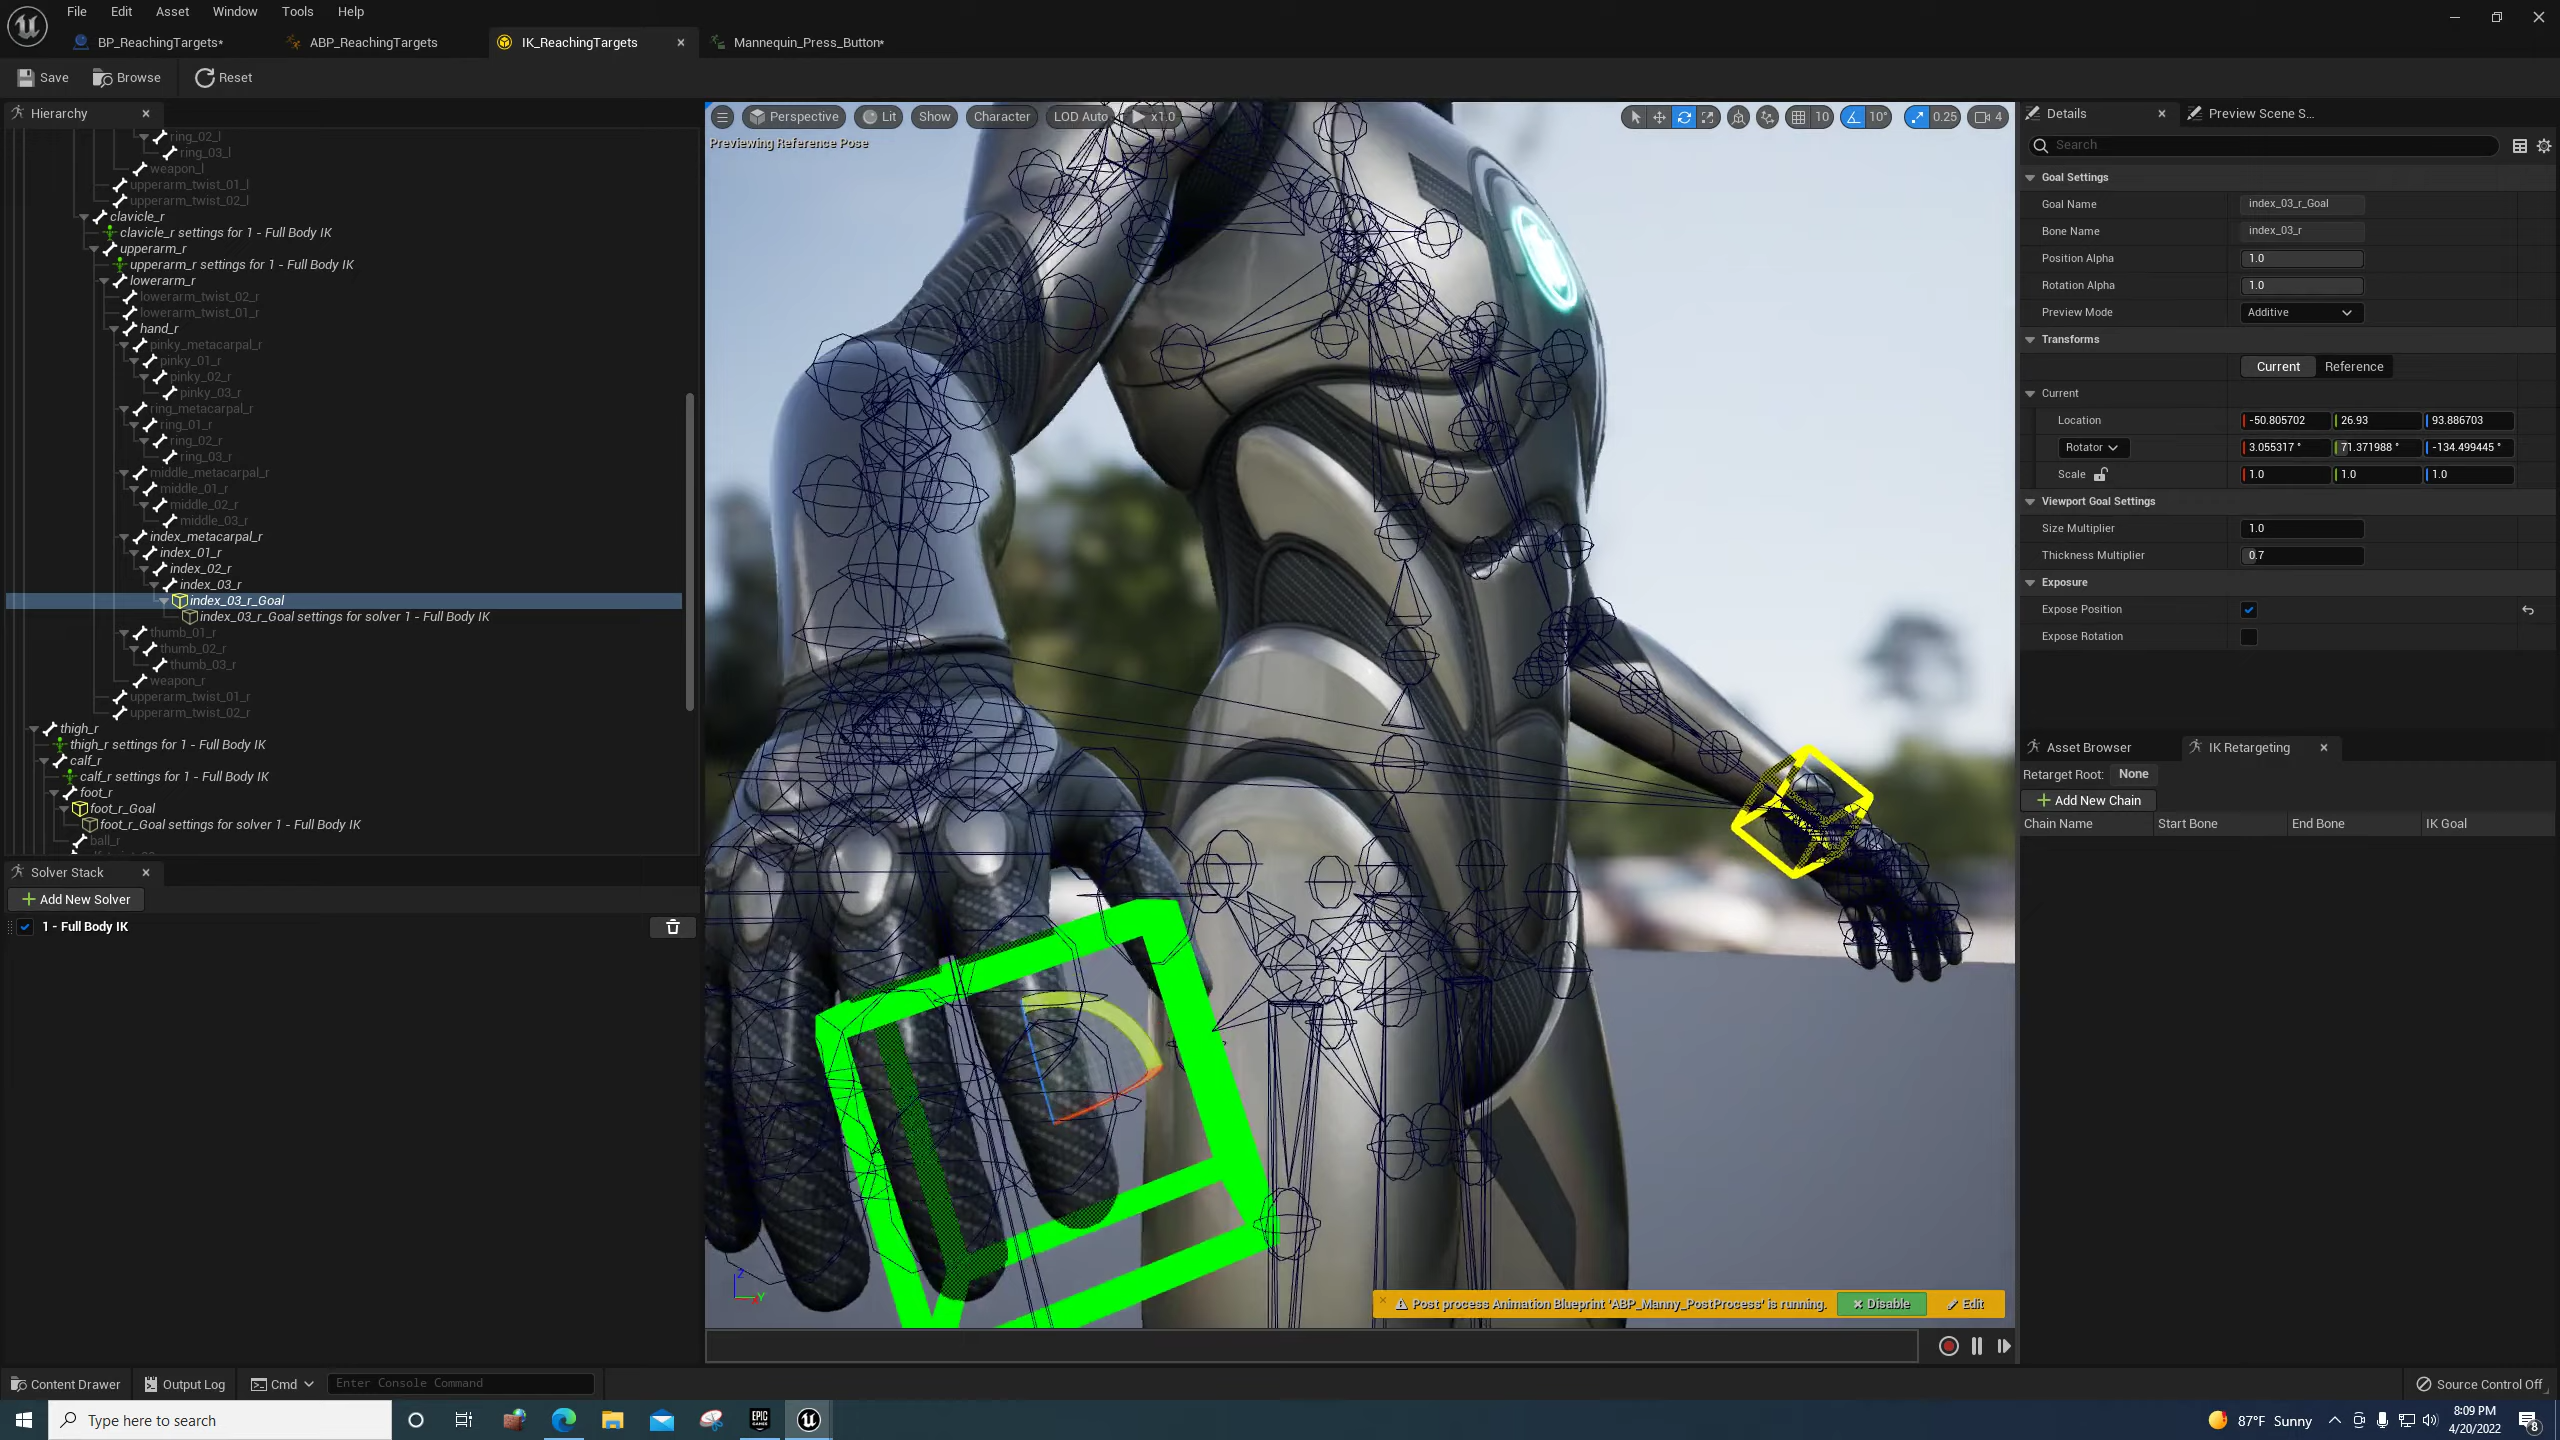 File Edit Asset Window Tools Help
BP_ReachingTargets* ABP_ReachingTargets IK_ReachingTargets Mannequin_Press_Button*
Save Browse Reset
Hierarchy
ring_02_l
ring_03_l
weapon_l
upperarm_twist_01_l
upperarm_twist_02_l
clavicle_r
clavicle_r settings for 1 - Full Body IK
upperarm_r
upperarm_r settings for 1 - Full Body IK
lowerarm_r
lowerarm_twist_02_r
lowerarm_twist_01_r
hand_r
pinky_metacarpal_r
pinky_01_r
pinky_02_r
pinky_03_r
ring_metacarpal_r
ring_01_r
ring_02_r
ring_03_r
middle_metacarpal_r
middle_01_r
middle_02_r
middle_03_r
index_metacarpal_r
index_01_r
index_02_r
index_03_r
index_03_r_Goal
index_03_r_Goal settings for solver 1 - Full Body IK
thumb_01_r
thumb_02_r
thumb_03_r
weapon_r
upperarm_twist_01_r
upperarm_twist_02_r
thigh_r
thigh_r settings for 1 - Full Body IK
calf_r
calf_r settings for 1 - Full Body IK
foot_r
foot_r_Goal
foot_r_Goal settings for solver 1 - Full Body IK
ball_r
Solver Stack
Add New Solver
1 - Full Body IK
Perspective Lit Show Character LOD Auto x1.0 10 10° 0.25 4
Previewing Reference Pose
Z
Y
Post process Animation Blueprint 'ABP_Manny_PostProcess' is running. Disable Edit
Details Preview Scene S...
Search
Goal Settings
Goal Name index_03_r_Goal
Bone Name index_03_r
Position Alpha 1.0
Rotation Alpha 1.0
Preview Mode Additive
Transforms
Current Reference
Current
Location -50.805702 26.93 93.886703
Rotator 3.055317 ° 71.371988 ° -134.499445 °
Scale 1.0 1.0 1.0
Viewport Goal Settings
Size Multiplier 1.0
Thickness Multiplier 0.7
Exposure
Expose Position
Expose Rotation
Asset Browser IK Retargeting
Retarget Root: None
Add New Chain
Chain Name Start Bone End Bone IK Goal
Content Drawer Output Log Cmd Enter Console Command Source Control Off
Type here to search
EPIC GAMES
87°F Sunny
8:09 PM
4/20/2022
8